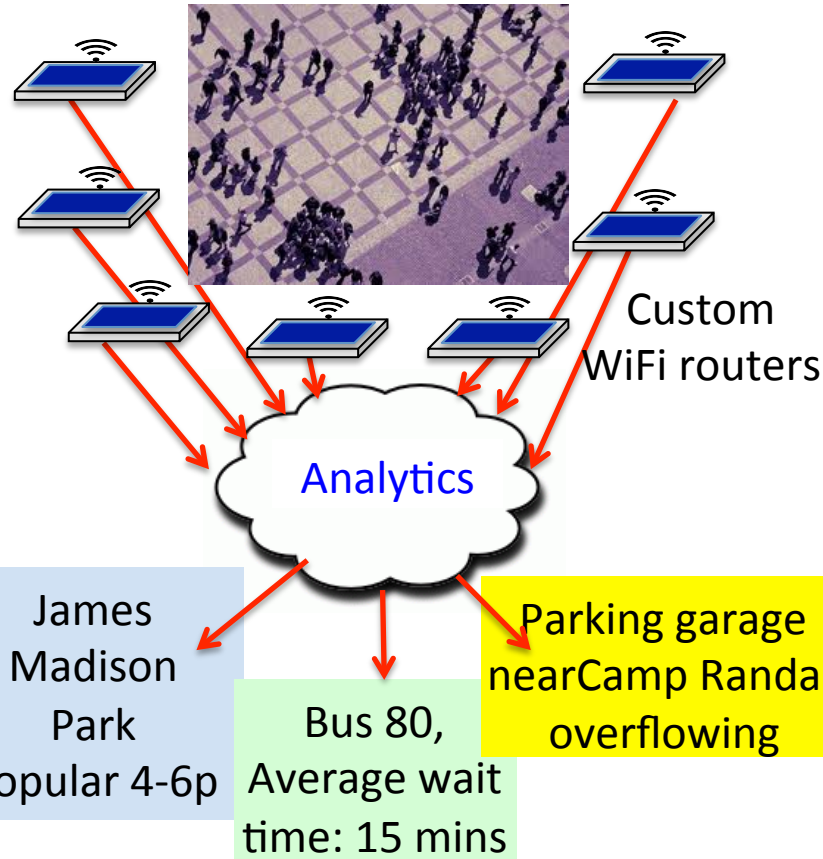 Custom
WiFi routers
Analytics
James
Madison
Park
opular 4-6p
Bus 80,
Average wait
time: 15 mins
Parking garage
nearCamp Randa
overflowing